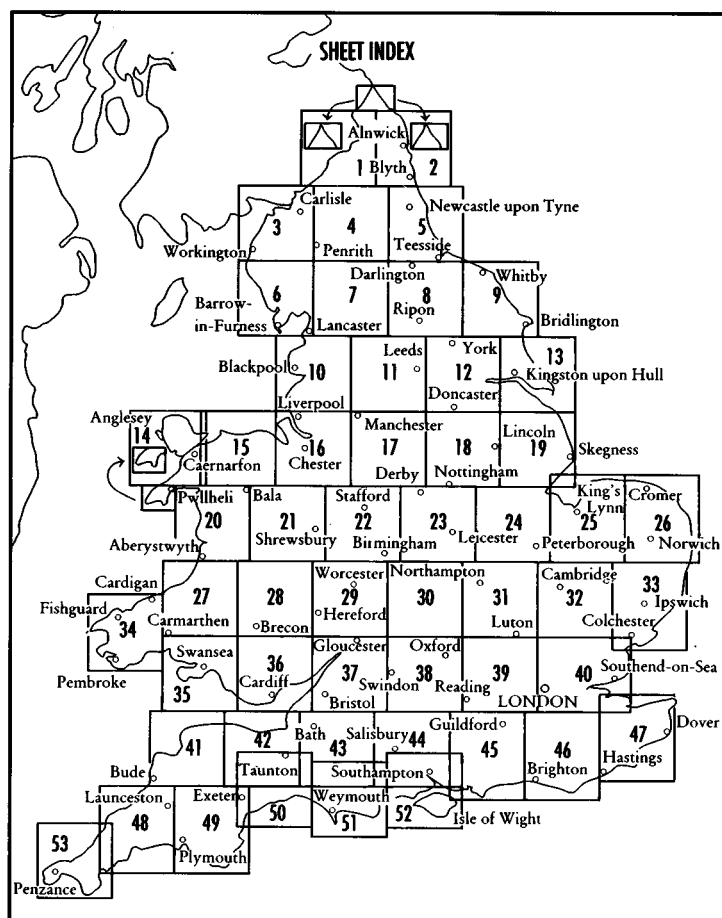 SHEET INDEX
Alnwick
1
Blyth
2
Carlisle
3
4
5
Newcastle upon Tyne
Workington
Penrith
Teesside
Darlington
Whitby
6
7
8
9
Barrow-
in-Furness
Ripon
Lancaster
Bridlington
Leeds
York
13
Blackpool
10
11
12
Kingston upon Hull
Liverpool
Doncaster
Anglesey
Manchester
14
15
16
17
18
Lincoln
19
Skegness
Caernarfon
Chester
Derby
Nottingham
Pwllheli
Bala
Stafford
King's
Lynn
Cromer
20
21
22
23
24
25
26
Shrewsbury
Leicester
Norwich
Aberystwyth
Birmingham
Peterborough
Cardigan
Worcester
Northampton
Cambridge
27
28
29
30
31
32
33
Fishguard
Hereford
Ipswich
34
Carmarthen
Brecon
Luton
Colchester
Gloucester
Oxford
Swansea
36
37
38
39
40
Southend-on-Sea
Pembroke
35
Cardiff
Swindon
Reading
LONDON
Bristol
Guildford
Dover
41
42
Bath
43
Salisbury
44
45
46
47
Bude
Taunton
Southampton
Brighton
Hastings
Launceston
Exeter
Weymouth
48
49
50
51
52
Isle of Wight
53
Plymouth
Penzance